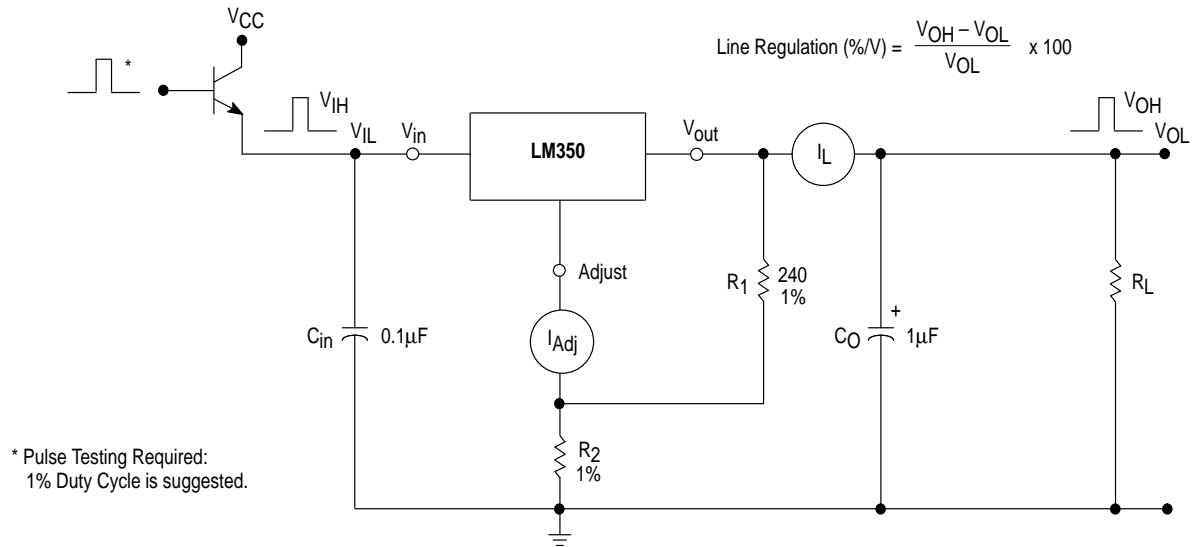 VCC
Line Regulation (%/V) = VOH – VOL / VOL x 100
*
VIH
VIL
Vin
LM350
Vout
IL
VOH
VOL
Adjust
R1
240
1%
RL
Cin
0.1μF
IAdj
CO
+
1μF
R2
1%
* Pulse Testing Required:
1% Duty Cycle is suggested.